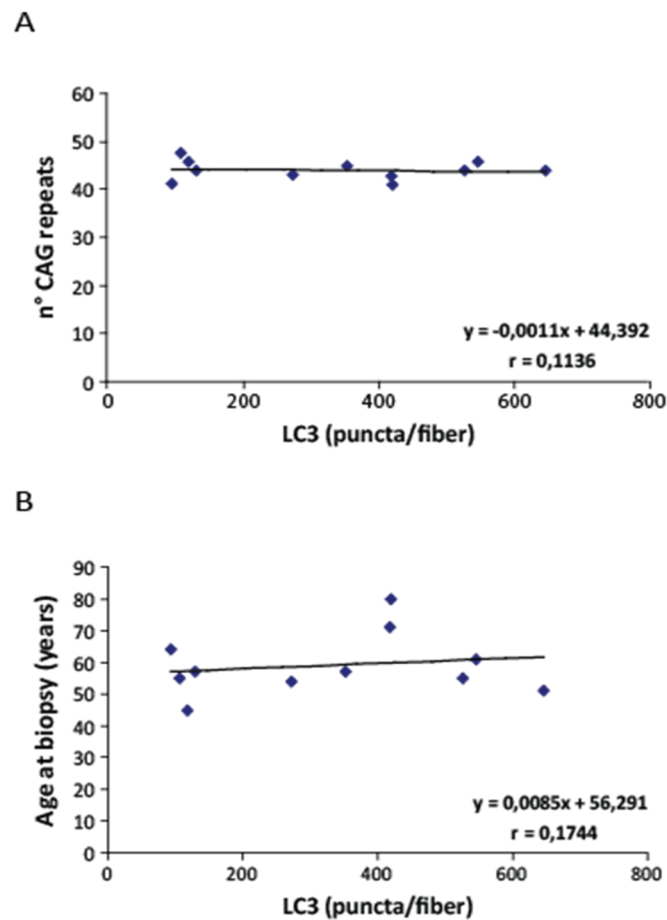 A
60
50
40
30
20
10
0
n° CAG repeats
y = -0,0011x + 44,392
r = 0,1136
0 200 400 600 800
LC3 (puncta/fiber)
B
90
80
70
60
50
40
30
20
10
0
Age at biopsy (years)
y = 0,0085x + 56,291
r = 0,1744
0 200 400 600 800
LC3 (puncta/fiber)